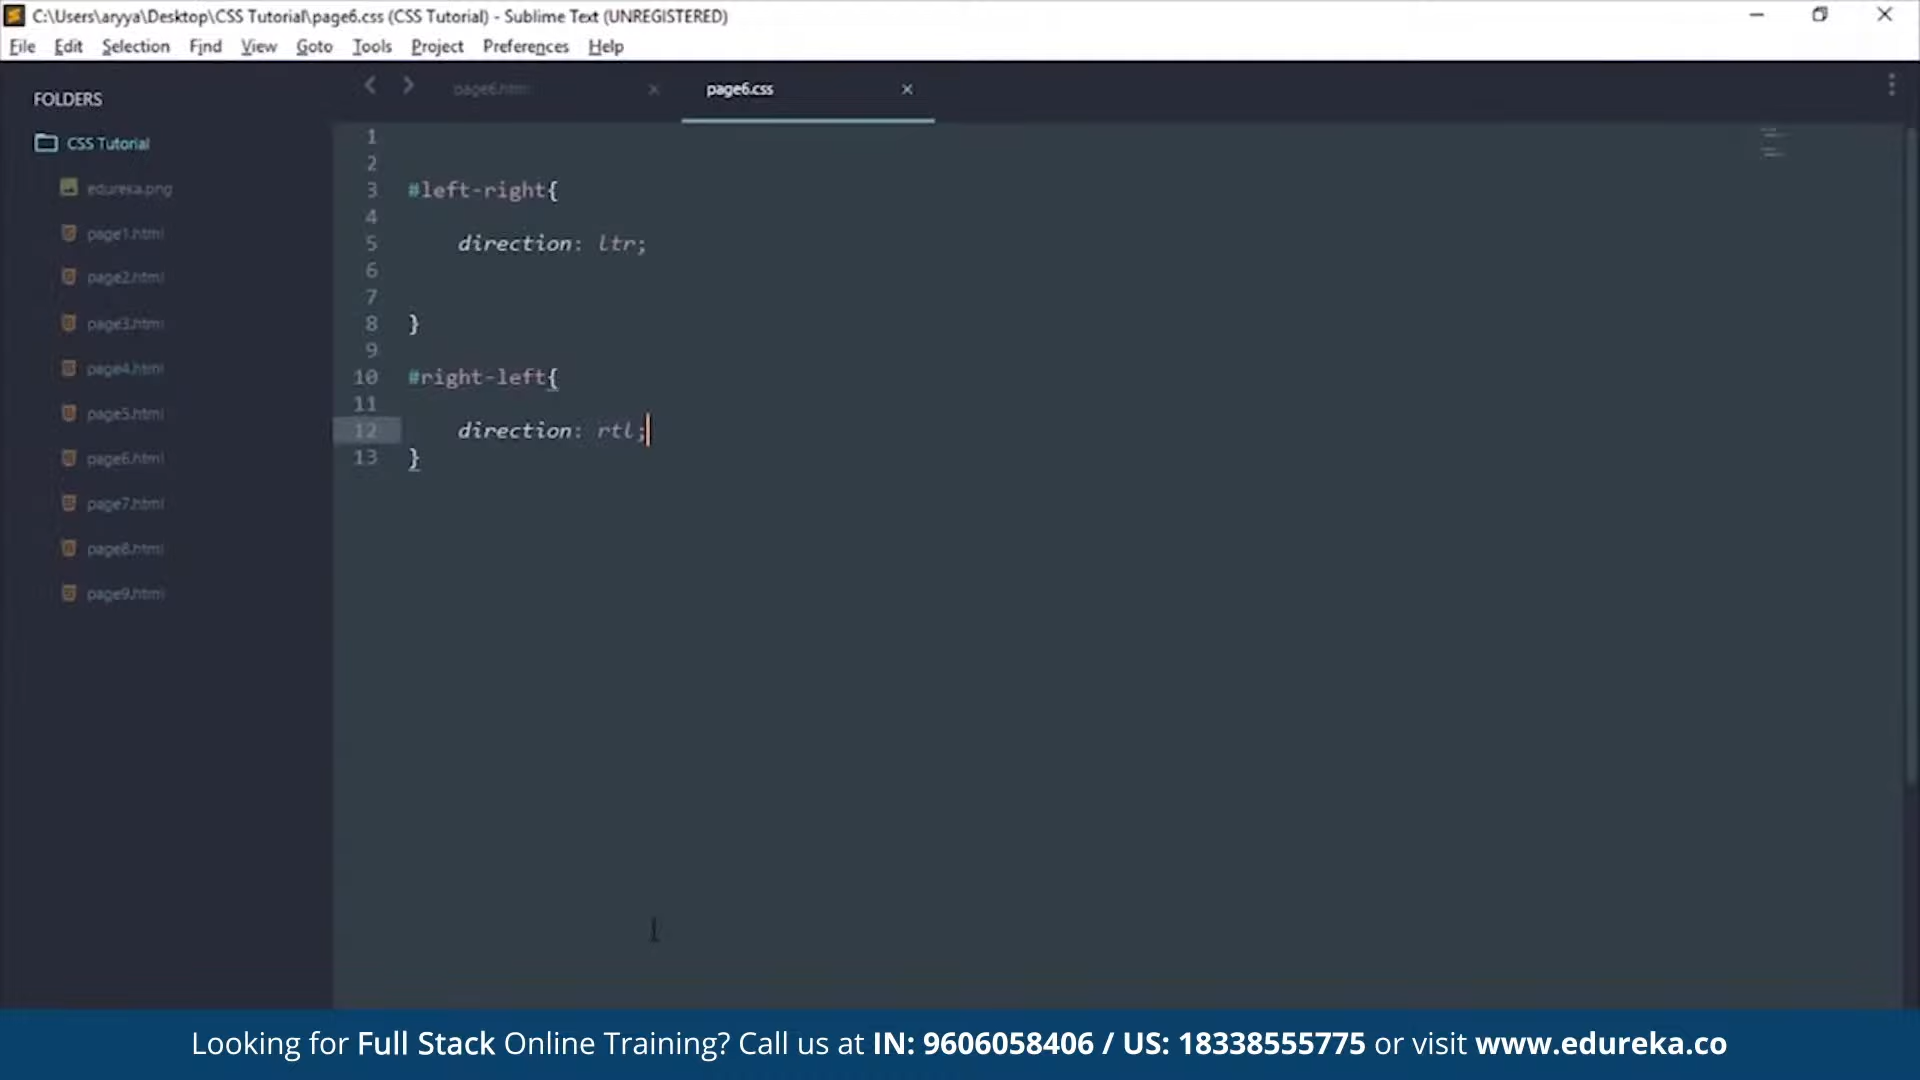 C:\Users\aryya\Desktop\CSS Tutorial\page6.css (CSS Tutorial) - Sublime Text (UNREGISTERED)
File Edit Selection Find View Goto Tools Project Preferences Help
FOLDERS
CSS Tutorial
edureka.png
page1.html
page2.html
page3.html
page4.html
page5.html
page6.html
page7.html
page8.html
page9.html
page6.html
page6.css
1
2
3 #left-right{
4
5 direction: ltr;
6
7
8 }
9
10 #right-left{
11
12 direction: rtl;
13 }
Looking for Full Stack Online Training? Call us at IN: 9606058406 / US: 18338555775 or visit www.edureka.co